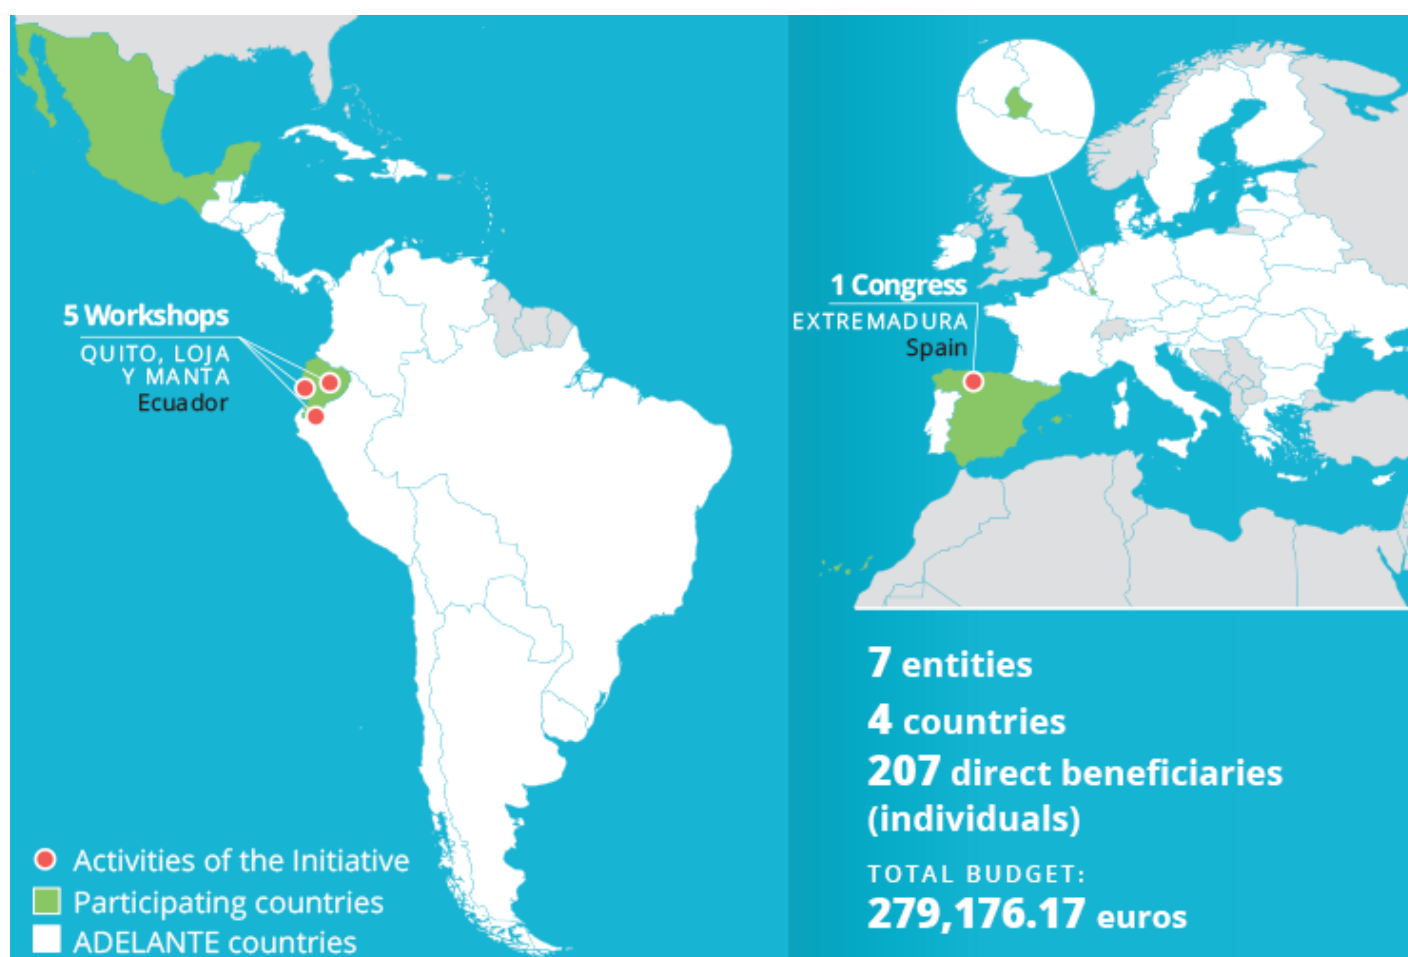 5 Workshops
QUITO, LOJA
Y MANTA
Ecuador
Activities of the Initiative
Participating countries
ADELANTE countries
1 Congress
EXTREMADURA
Spain
7 entities
4 countries
207 direct beneficiaries
(individuals)
TOTAL BUDGET:
279,176.17 euros